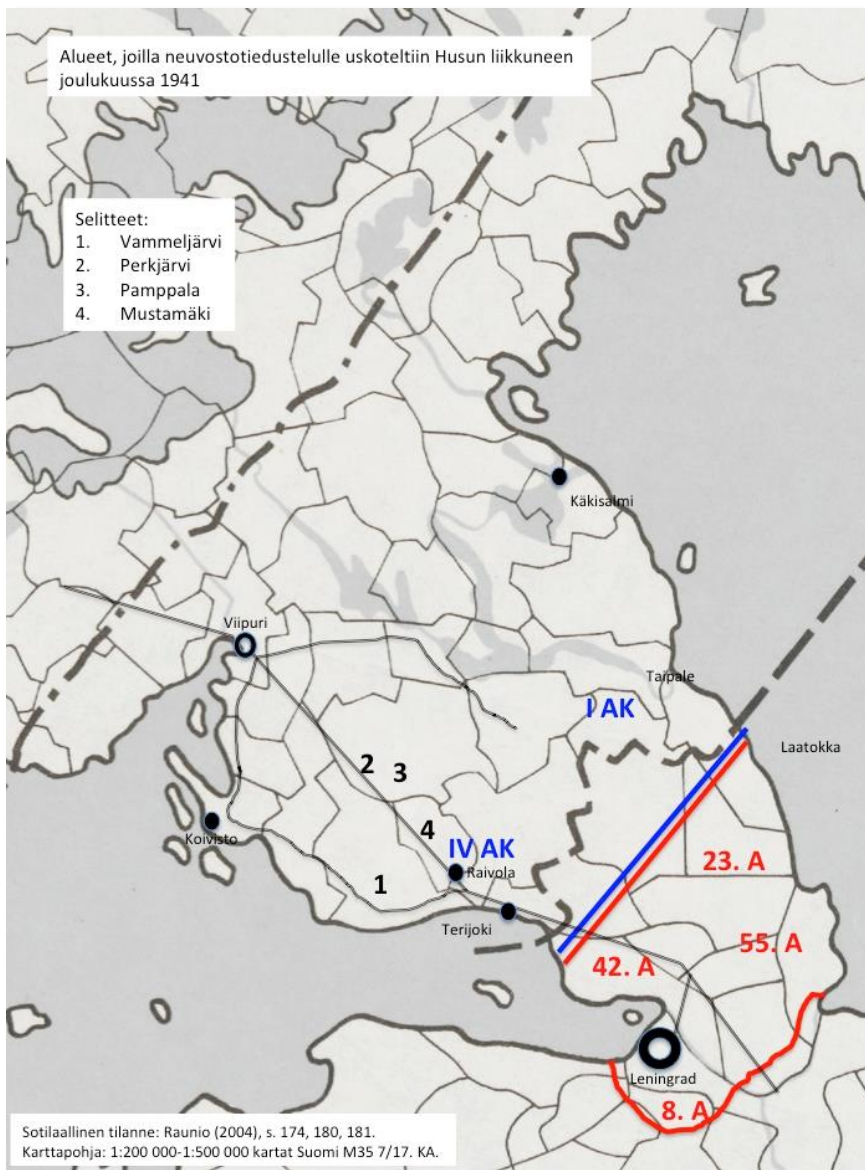 Alueet, joilla neuvostotiedustelulle uskoteltiin Husun liikkuneen
joulukuussa 1941
Selitteet:
1. Vammeljärvi
2. Perkjärvi
3. Pamppala
4. Mustamäki
Käkisalmi
Viipuri
Taipale
I AK
Laatokka
2
3
Koivisto
4
IV AK
Raivola
23. A
1
Terijoki
55. A
42. A
Leningrad
8. A
Sotilaallinen tilanne: Raunio (2004), s. 174, 180, 181.
Karttapohja: 1:200 000-1:500 000 kartat Suomi M35 7/17. KA.